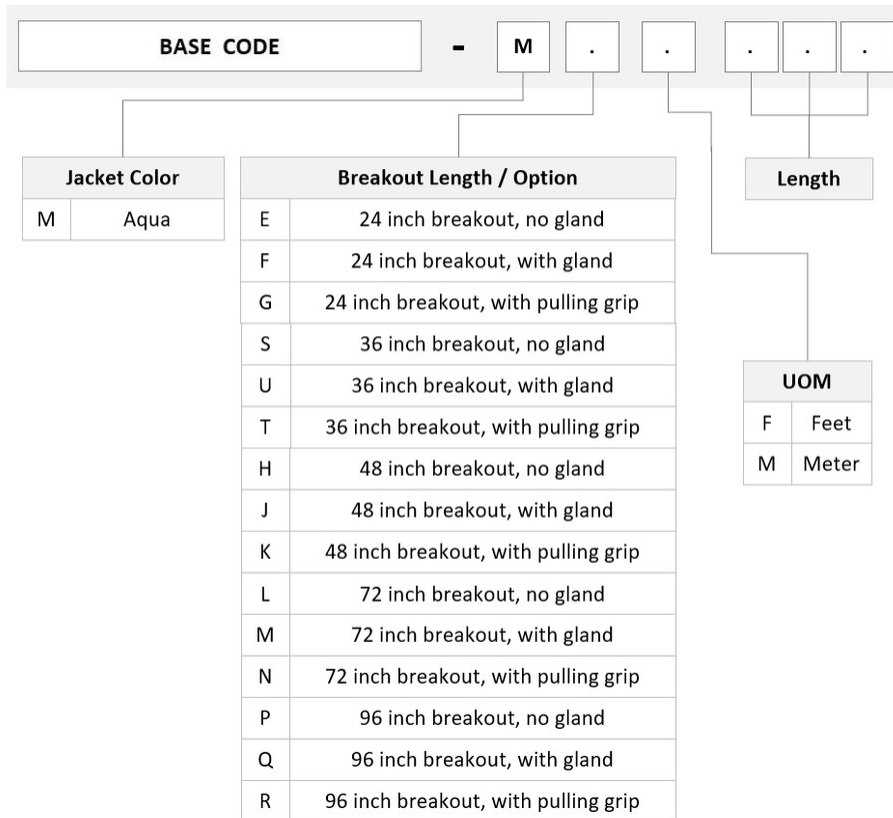 BASE CODE - M . . . . .
Jacket Color
M Aqua
Breakout Length / Option
E 24 inch breakout, no gland
F 24 inch breakout, with gland
G 24 inch breakout, with pulling grip
S 36 inch breakout, no gland
U 36 inch breakout, with gland
T 36 inch breakout, with pulling grip
H 48 inch breakout, no gland
J 48 inch breakout, with gland
K 48 inch breakout, with pulling grip
L 72 inch breakout, no gland
M 72 inch breakout, with gland
N 72 inch breakout, with pulling grip
P 96 inch breakout, no gland
Q 96 inch breakout, with gland
R 96 inch breakout, with pulling grip
Length
UOM
F Feet
M Meter